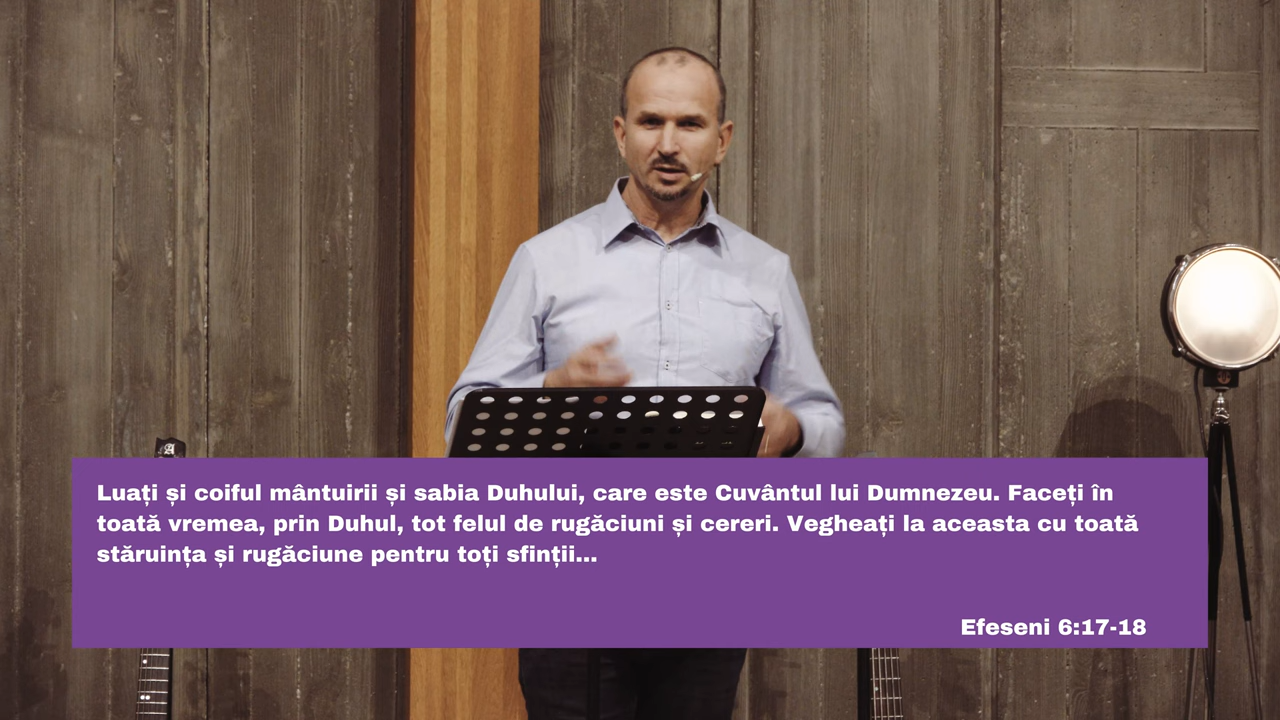 Luați și coiful mântuirii și sabia Duhului, care este Cuvântul lui Dumnezeu. Faceți în
toată vremea, prin Duhul, tot felul de rugăciuni și cereri. Vegheați la aceasta cu toată
stăruința și rugăciune pentru toți sfinții...
Efeseni 6:17-18